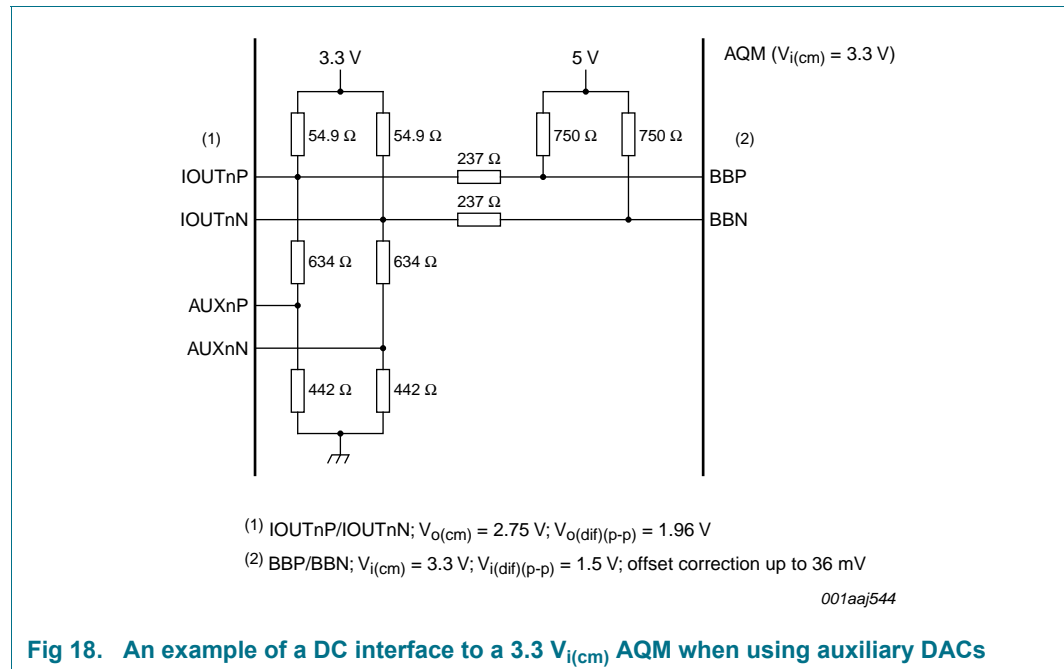 3.3 V
5 V
AQM (Vi(cm) = 3.3 V)
(1)
54.9 Ω
54.9 Ω
750 Ω
750 Ω
(2)
237 Ω
IOUTnP
BBP
237 Ω
IOUTnN
BBN
634 Ω
634 Ω
AUXnP
AUXnN
442 Ω
442 Ω
(1) IOUTnP/IOUTnN; Vo(cm) = 2.75 V; Vo(dif)(p-p) = 1.96 V
(2) BBP/BBN; Vi(cm) = 3.3 V; Vi(dif)(p-p) = 1.5 V; offset correction up to 36 mV
001aaj544
Fig 18. An example of a DC interface to a 3.3 Vi(cm) AQM when using auxiliary DACs